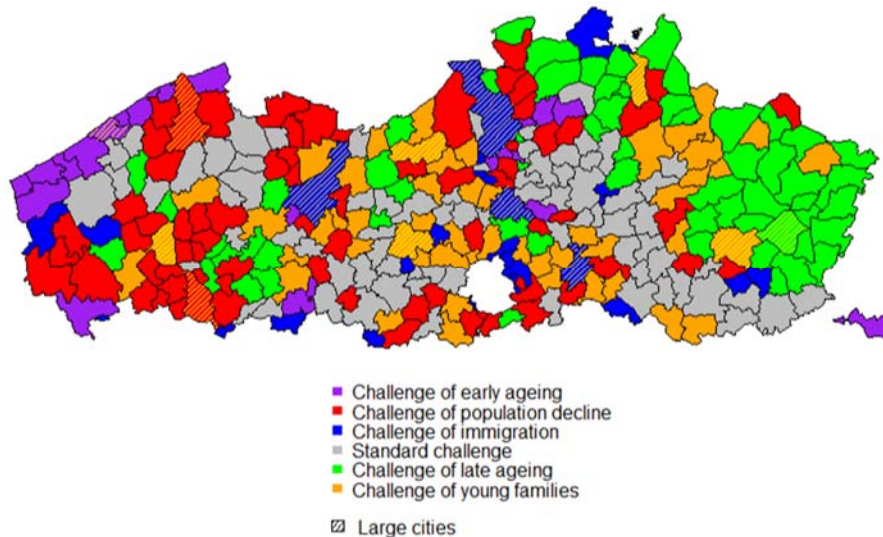 Challenge of early ageing
Challenge of population decline
Challenge of immigration
Standard challenge
Challenge of late ageing
Challenge of young families
Large cities